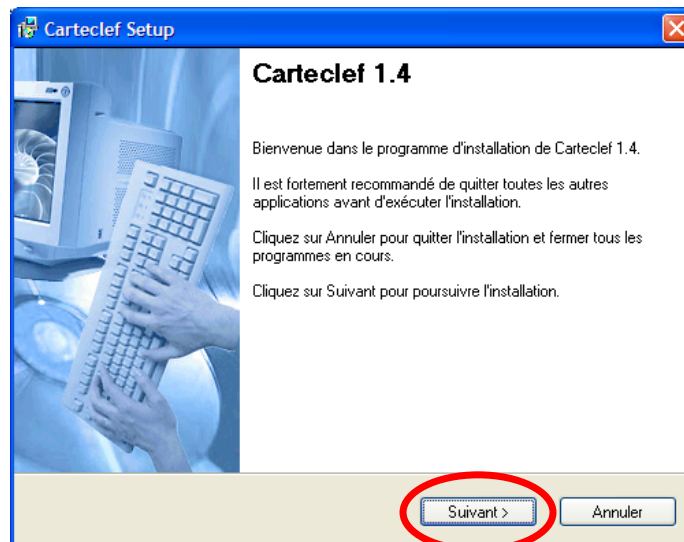 Carteclef Setup
Carteclef 1.4
Bienvenue dans le programme d'installation de Carteclef 1.4.
Il est fortement recommandé de quitter toutes les autres
applications avant d'exécuter l'installation.
Cliquez sur Annuler pour quitter l'installation et fermer tous les
programmes en cours.
Cliquez sur Suivant pour poursuivre l'installation.
Suivant >
Annuler